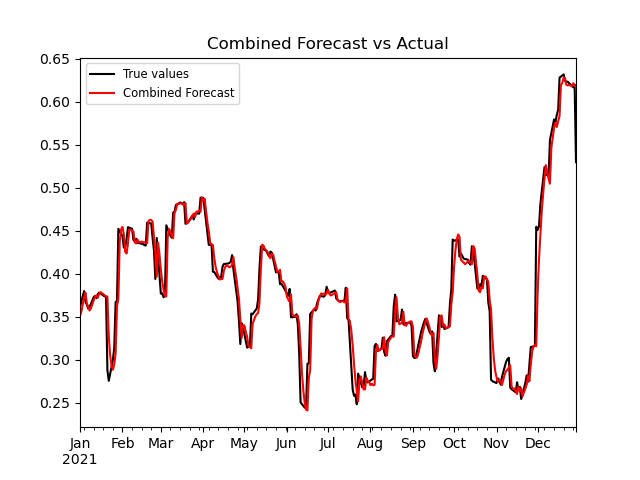 Combined Forecast vs Actual
True values
Combined Forecast
0.65
0.60
0.55
0.50
0.45
0.40
0.35
0.30
0.25
Jan Feb Mar Apr May Jun Jul Aug Sep Oct Nov Dec
2021